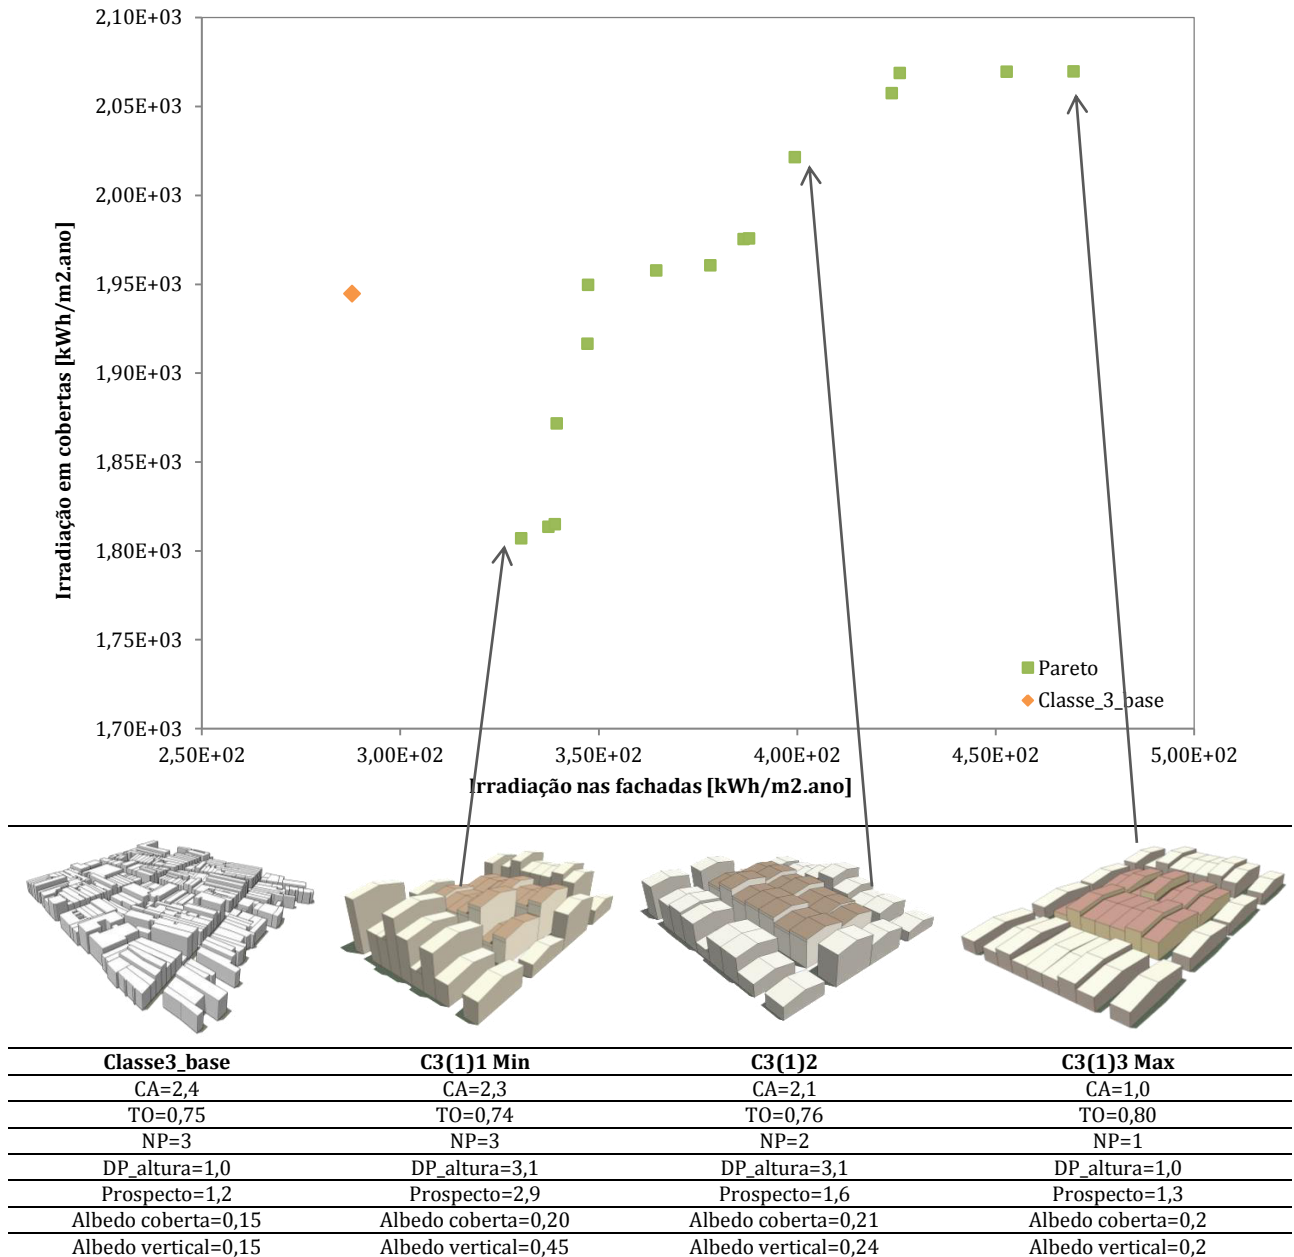 2,10E+03
2,05E+03
2,00E+03
1,95E+03
1,90E+03
1,85E+03
1,80E+03
1,75E+03
1,70E+03
Irradiação em cobertas [kWh/m2.ano]
Pareto
Classe_3_base
2,50E+02 3,00E+02 3,50E+02 4,00E+02 4,50E+02 5,00E+02
Irradiação nas fachadas [kWh/m2.ano]
Classe3_base C3(1)1 Min C3(1)2 C3(1)3 Max
CA=2,4 CA=2,3 CA=2,1 CA=1,0
TO=0,75 TO=0,74 TO=0,76 TO=0,80
NP=3 NP=3 NP=2 NP=1
DP_altura=1,0 DP_altura=3,1 DP_altura=3,1 DP_altura=1,0
Prospecto=1,2 Prospecto=2,9 Prospecto=1,6 Prospecto=1,3
Albedo coberta=0,15 Albedo coberta=0,20 Albedo coberta=0,21 Albedo coberta=0,2
Albedo vertical=0,15 Albedo vertical=0,45 Albedo vertical=0,24 Albedo vertical=0,2